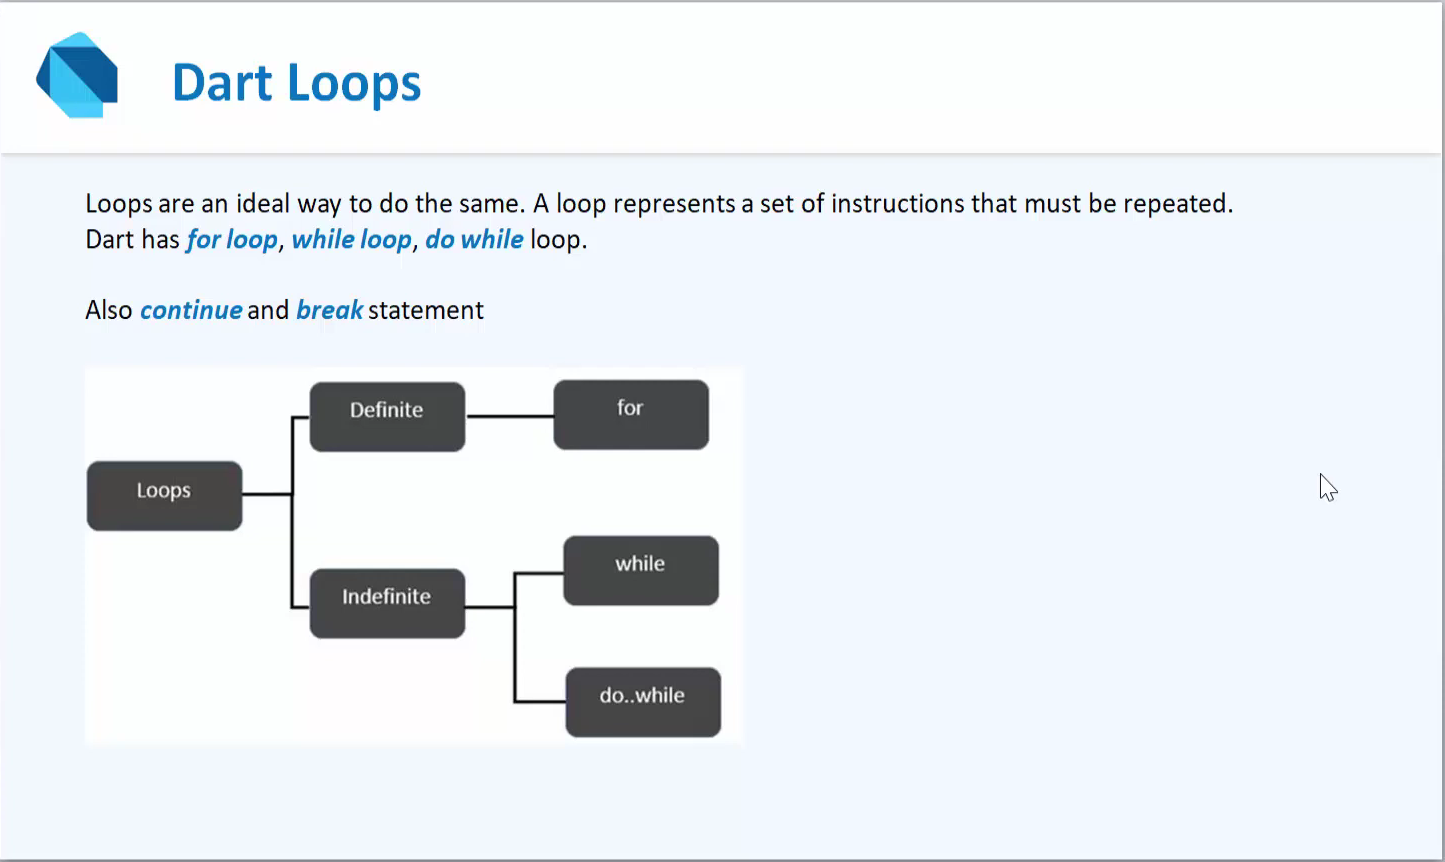 Dart Loops
Loops are an ideal way to do the same. A loop represents a set of instructions that must be repeated.
Dart has for loop, while loop, do while loop.
Also continue and break statement
Definite
for
Loops
while
Indefinite
do..while